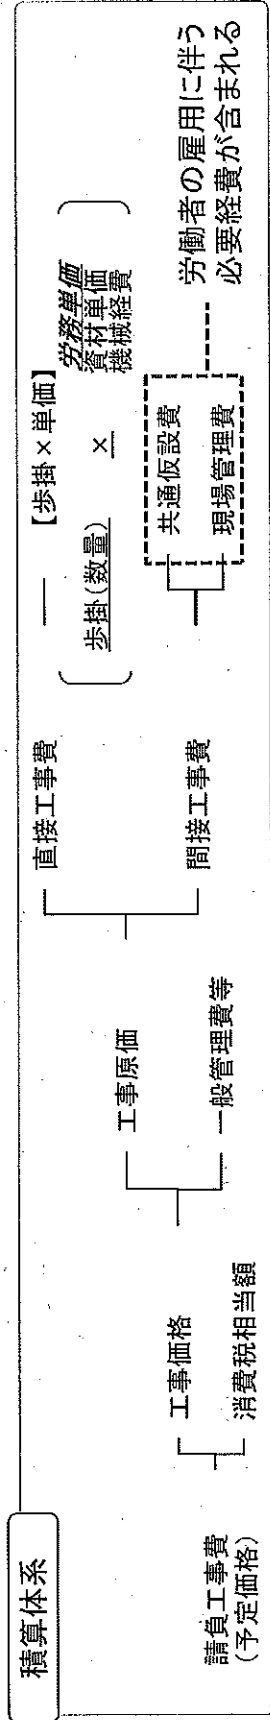 積算体系
請負工事費
(予定価格)
工事価格
消費税相当額
工事原価
一般管理費等
直接工事費
間接工事費
【歩掛×単価】
歩掛(数量)
×
労務単価
資材単価
機械経費
共通仮設費
現場管理費
労働者の雇用に伴う
必要経費が含まれる